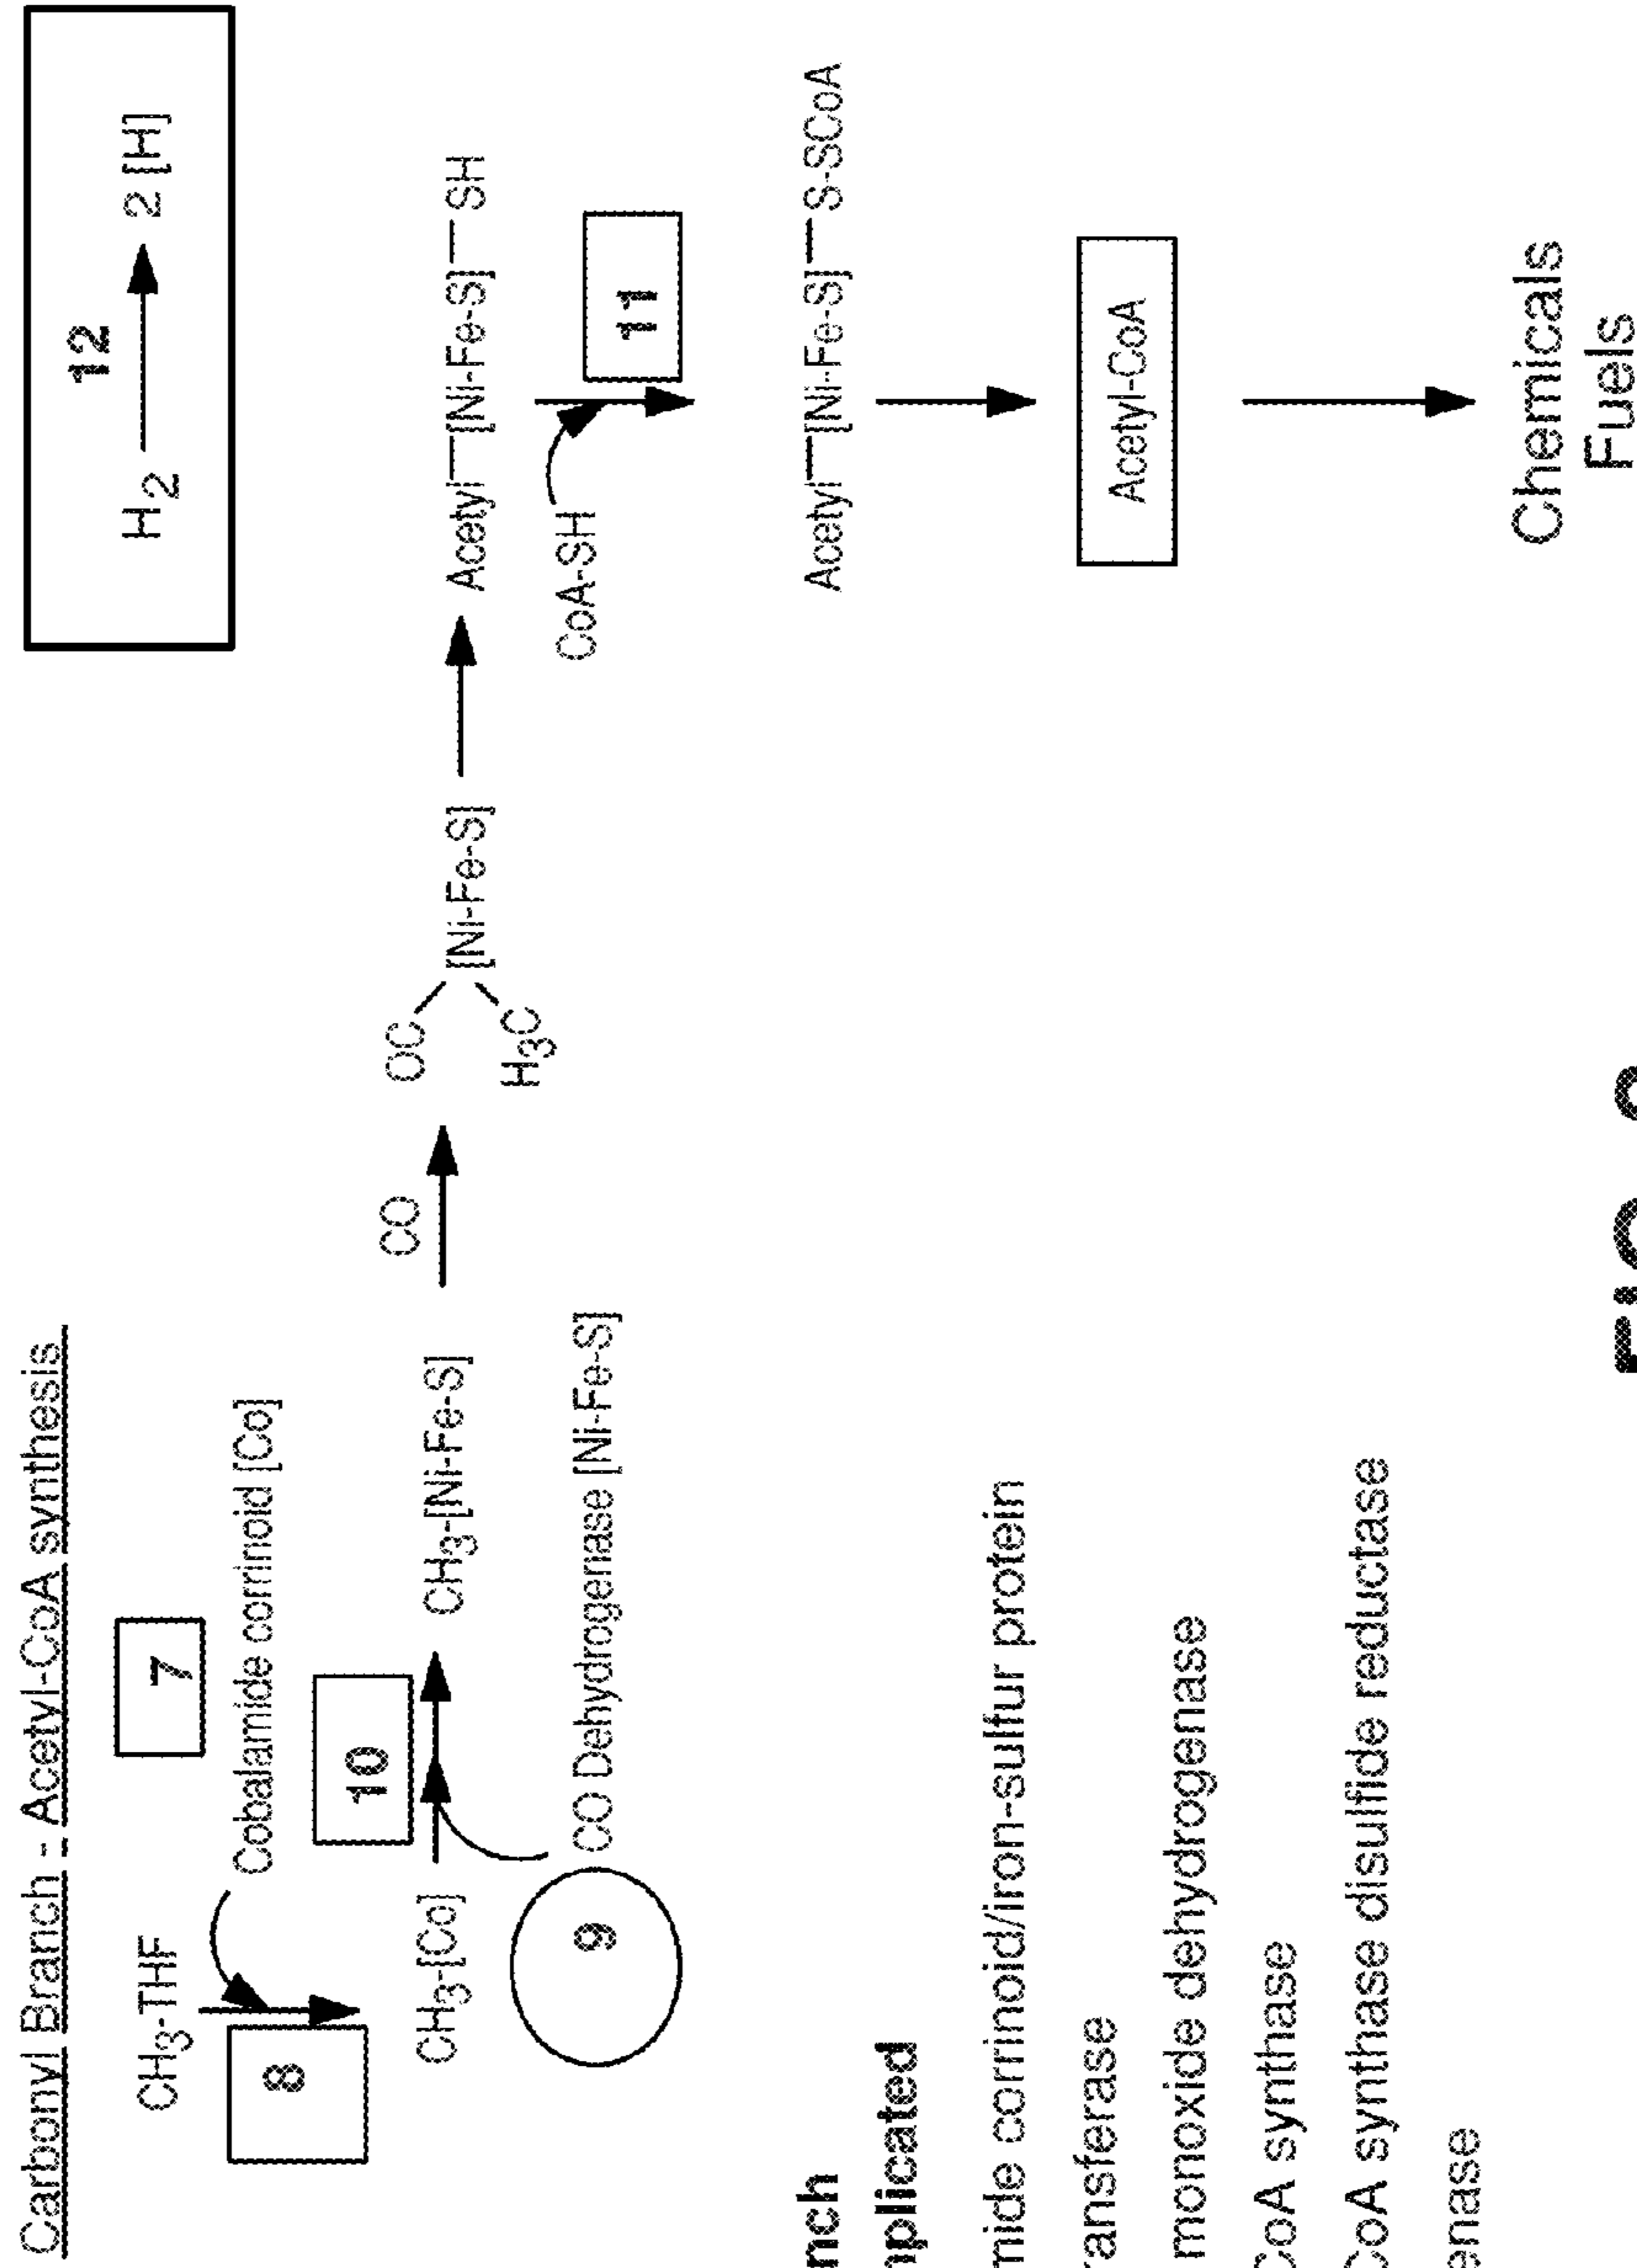 Carbonyl Branch - Acetyl-CoA synthesis
12
H2 2 [H]
7
CH3-THF Cobalamide corrinoid [Co]
8
10
CO
OC
CH3-[Co] CH3-[Ni-Fe-S] [Ni-Fe-S] Acetyl—[Ni-Fe-S]—SH
H3C
9 CO Dehydrogenase [Ni-Fe-S]
CoA-SH 11
Acetyl—[Ni-Fe-S]—S-SCoA
Acetyl-CoA
Chemicals
Fuels
nch
nplicated
mide corrinoid/iron-sulfur protein
ransferase
monoxide dehydrogenase
CoA synthase
CoA synthase disulfide reductase
enase